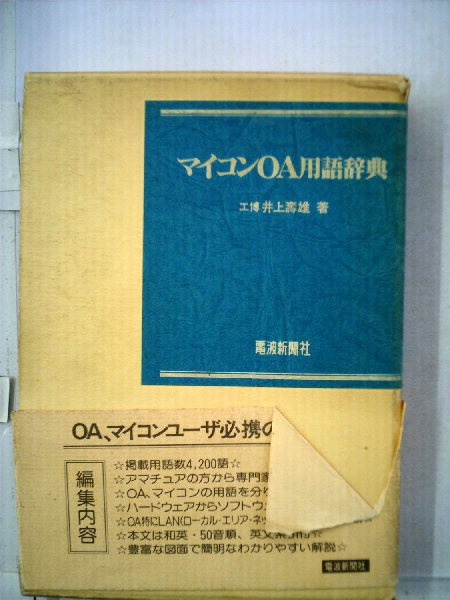 マイコンOA用語辞典
工博 井上壽雄 著
電波新聞社
OA、マイコンユーザ必携の
編集内容
☆掲載用語数4,200語☆
☆アマチュアの方から専門家
☆OA、マイコンの用語を分り
☆ハードウェアからソフトウ
☆OA特にLAN(ローカル・エリア・ネッ
☆本文は和英・50音順、英文索引付☆
☆豊富な図面で簡明なわかりやすい解説☆
電波新聞社